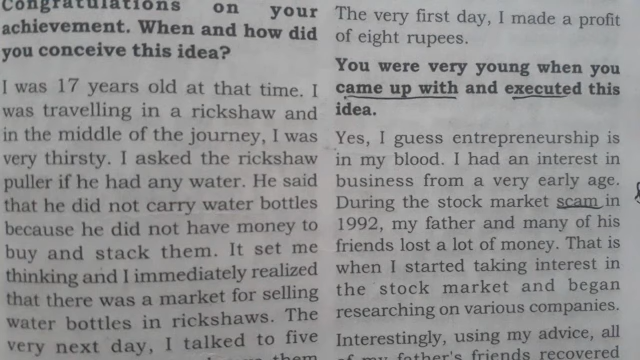 Congratulations on your
achievement. When and how did
you conceive this idea?
I was 17 years old at that time. I
was travelling in a rickshaw and
in the middle of the journey, I was
very thirsty. I asked the rickshaw
puller if he had any water. He said
that he did not carry water bottles
because he did not have money to
buy and stack them. It set me
thinking and I immediately realized
that there was a market for selling
water bottles in rickshaws. The
very next day, I talked to five
them
The very first day, I made a profit
of eight rupees.
You were very young when you
came up with and executed this
idea.
Yes, I guess entrepreneurship is
in my blood. I had an interest in
business from a very early age.
During the stock market scam in
1992, my father and many of his
friends lost a lot of money. That is
when I started taking interest in
the stock market and began
researching on various companies.
Interestingly, using my advice, all
of my father's friends recovered